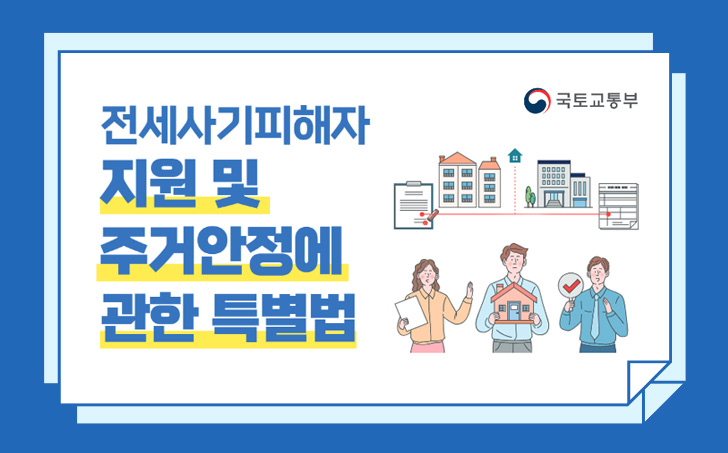 국토교통부
전세사기피해자
지원 및
주거안정에
관한 특별법